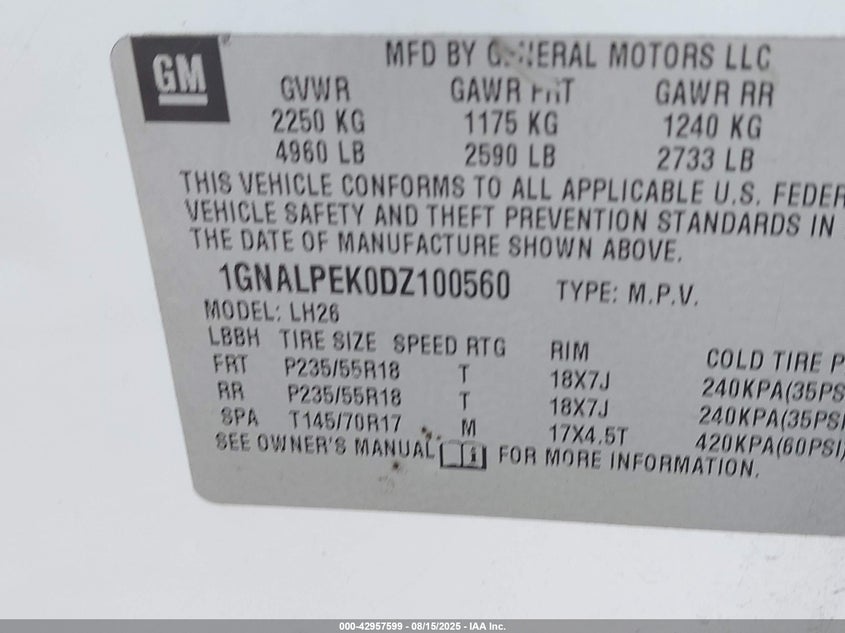 GM
MFD BY GENERAL MOTORS LLC
GVWR GAWR FRT GAWR RR
2250 KG 1175 KG 1240 KG
4960 LB 2590 LB 2733 LB
THIS VEHICLE CONFORMS TO ALL APPLICABLE U.S. FEDER
VEHICLE SAFETY AND THEFT PREVENTION STANDARDS IN
THE DATE OF MANUFACTURE SHOWN ABOVE.
1GNALPEK0DZ100560 TYPE: M.P.V.
MODEL: LH26
LBBH TIRE SIZE SPEED RTG RIM COLD TIRE P
FRT P235/55R18 T 18X7J 240KPA(35PS
RR P235/55R18 T 18X7J 240KPA(35PSI
SPA T145/70R17 M 17X4.5T 420KPA(60PSI)
SEE OWNER'S MANUAL FOR MORE INFORMATION.
000-42957599 - 08/15/2025 - IAA Inc.